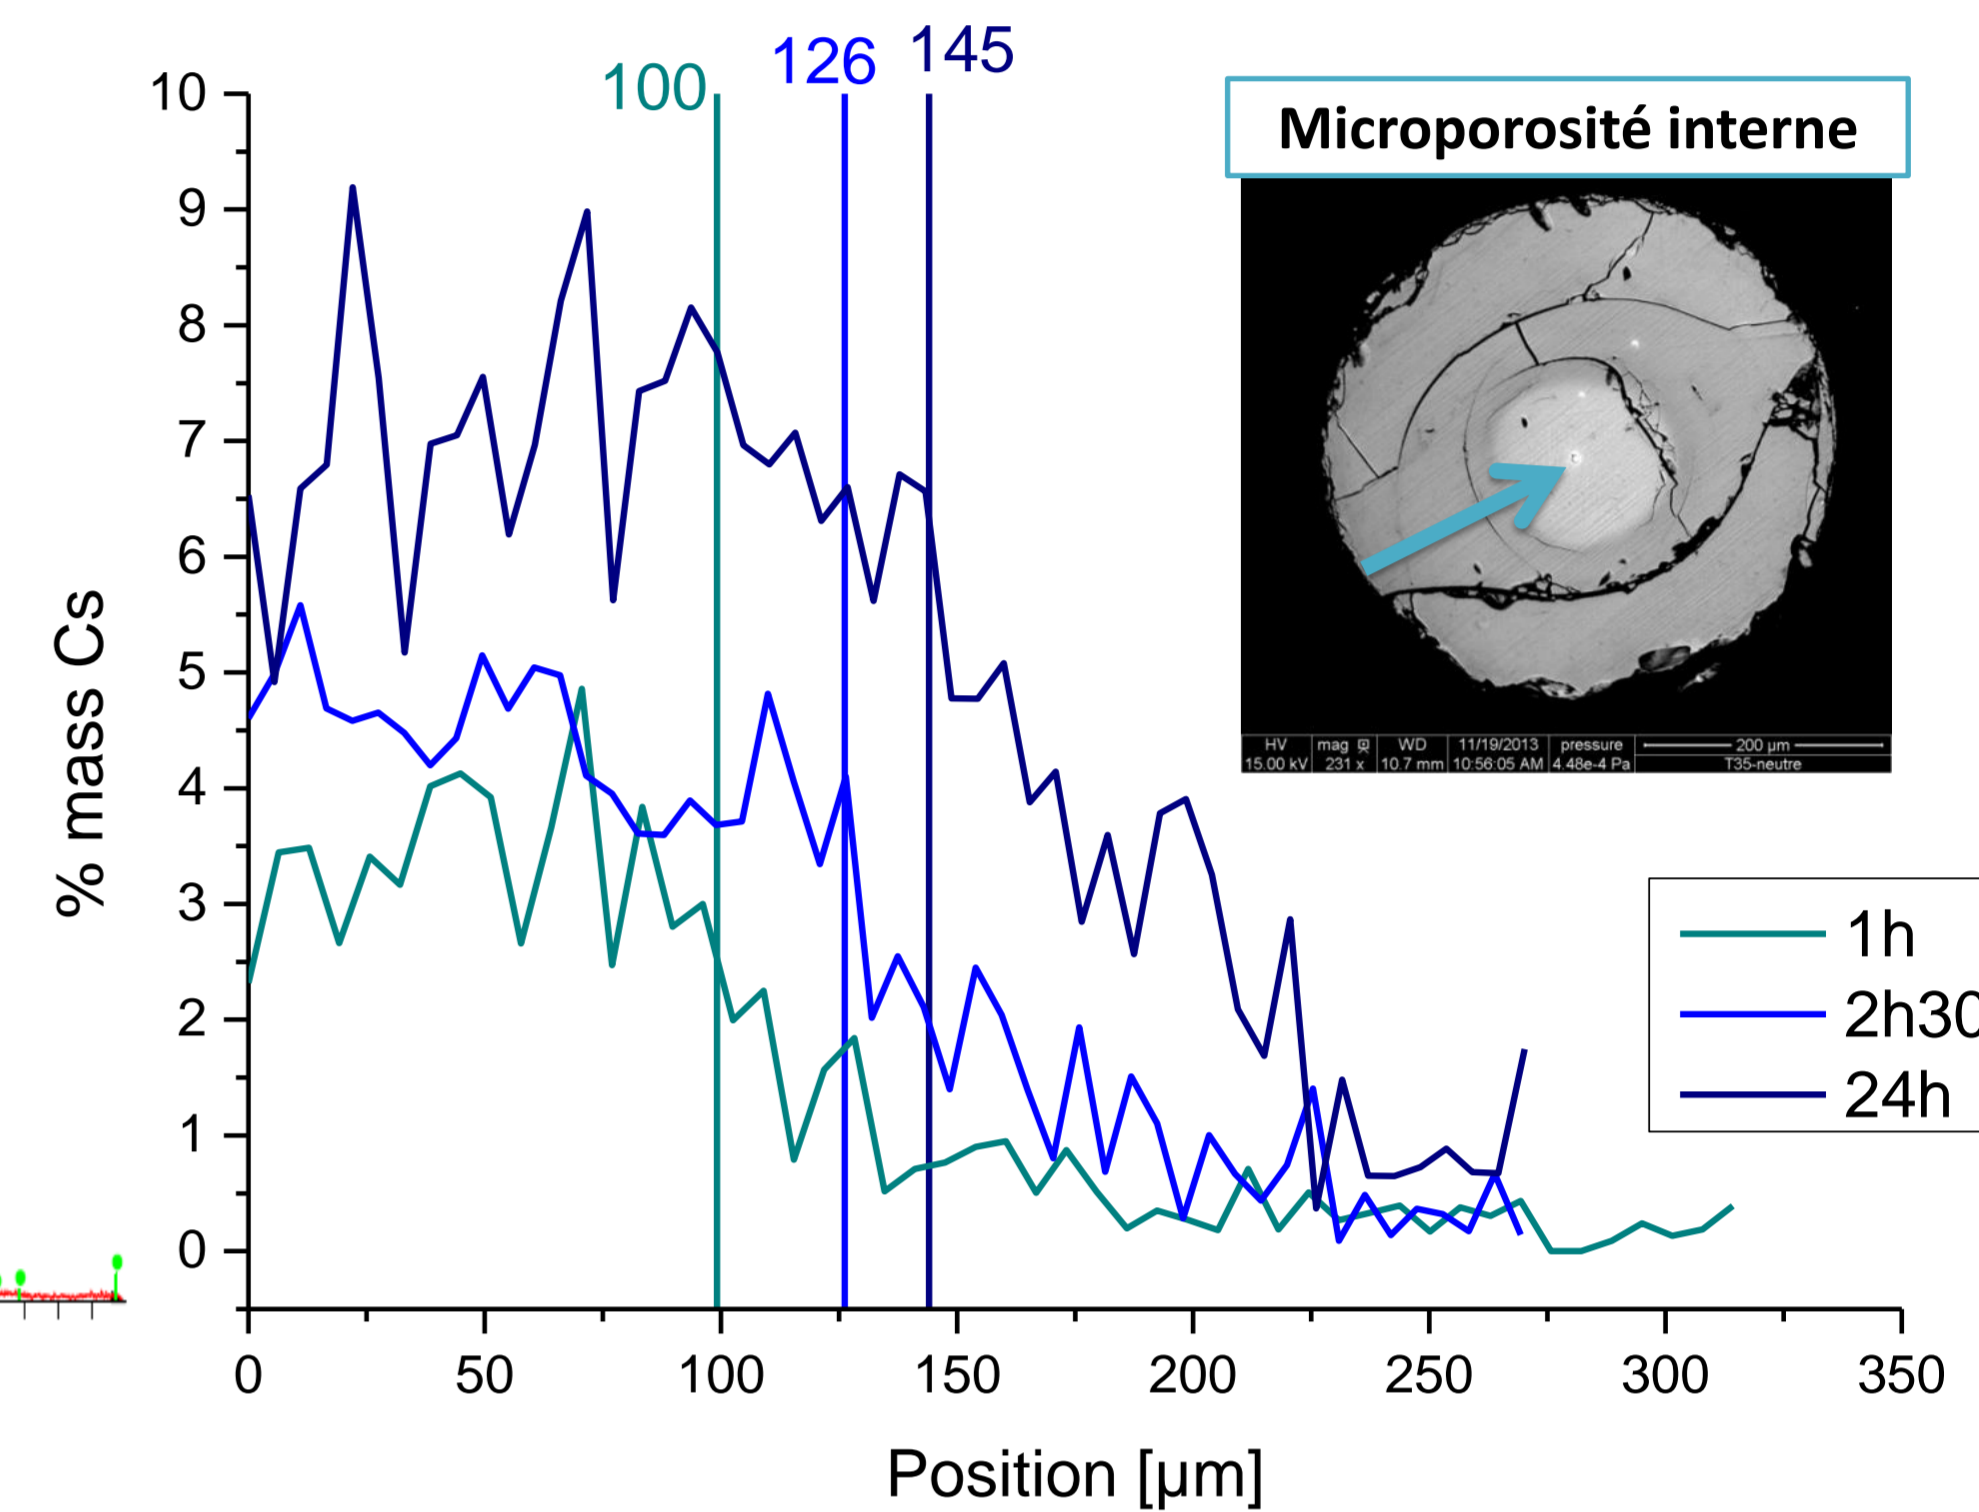 100
126
145
10
9
8
7
6
5
4
3
2
1
0
% mass Cs
0 50 100 150 200 250 300 350
Position [µm]
Microporosité interne
HV mag WD 11/19/2013 pressure 200 µm
15.00 kV 231 x 10.7 mm 10:56:05 AM 4.48e-4 Pa T35-neutre
1h
2h30
24h